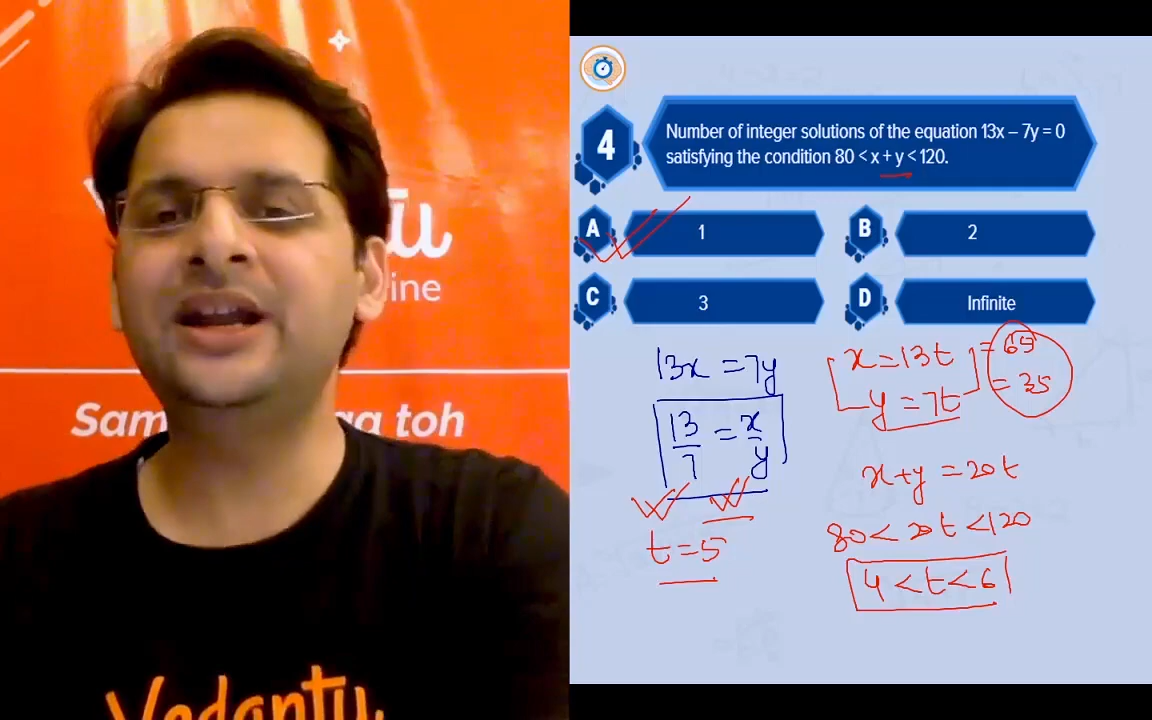 tu
ine
Sam ga toh
Vedantu
4
Number of integer solutions of the equation 13x – 7y = 0
satisfying the condition 80 < x + y < 120.
A 1
B 2
C 3
D Infinite
13x = 7y
13/7 = x/y
t = 5
x = 13t = 65
y = 7t = 35
x+y = 20t
80 < 20t < 120
4 < t < 6